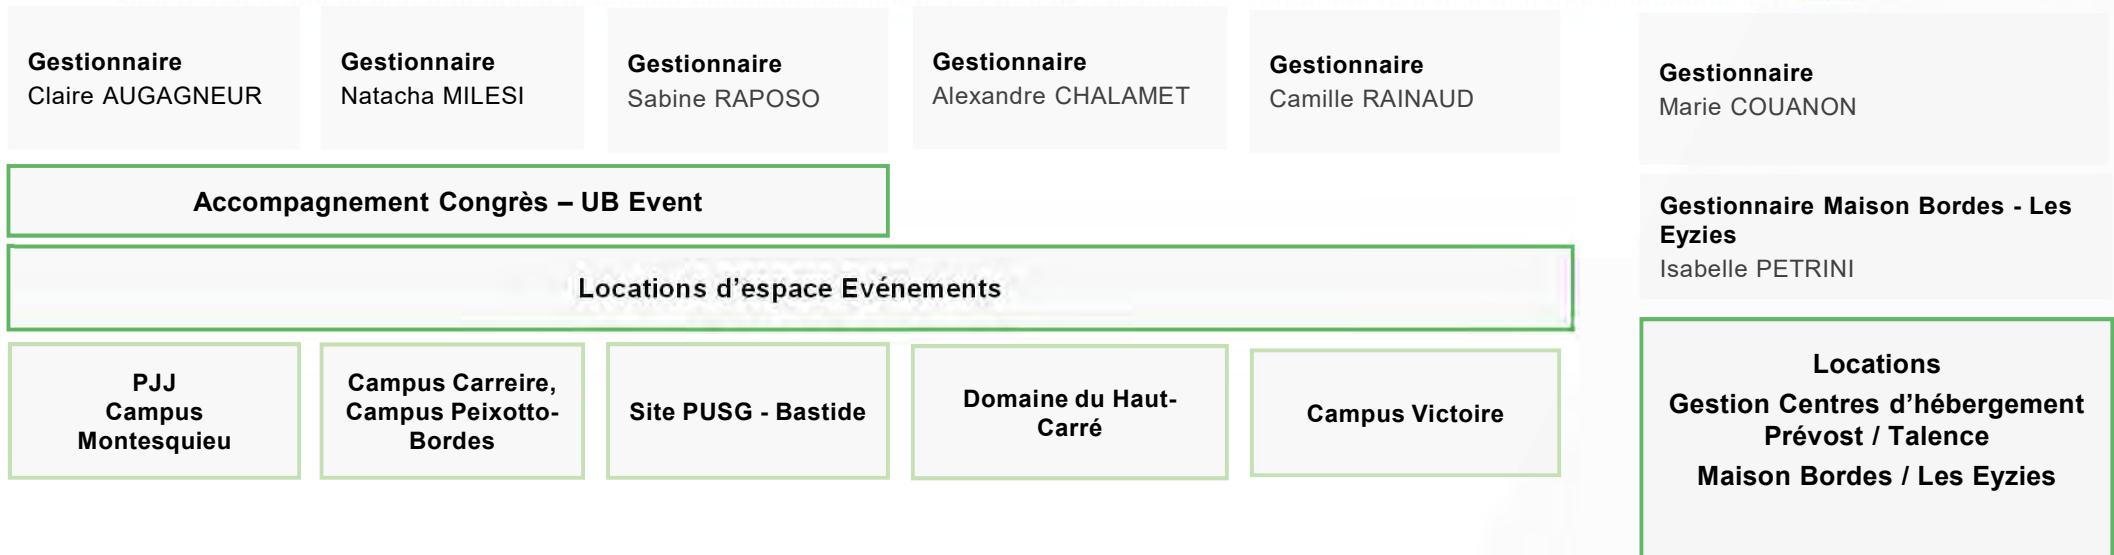 Gestionnaire
Claire AUGAGNEUR
Gestionnaire
Natacha MILESI
Gestionnaire
Sabine RAPOSO
Gestionnaire
Alexandre CHALAMET
Gestionnaire
Camille RAINAUD
Gestionnaire
Marie COUANON
Accompagnement Congrès – UB Event
Gestionnaire Maison Bordes - Les
Eyzies
Isabelle PETRINI
Locations d'espace Evénements
PJJ
Campus
Montesquieu
Campus Carreire,
Campus Peixotto-
Bordes
Site PUSG - Bastide
Domaine du Haut-
Carré
Campus Victoire
Locations
Gestion Centres d'hébergement
Prévost / Talence
Maison Bordes / Les Eyzies